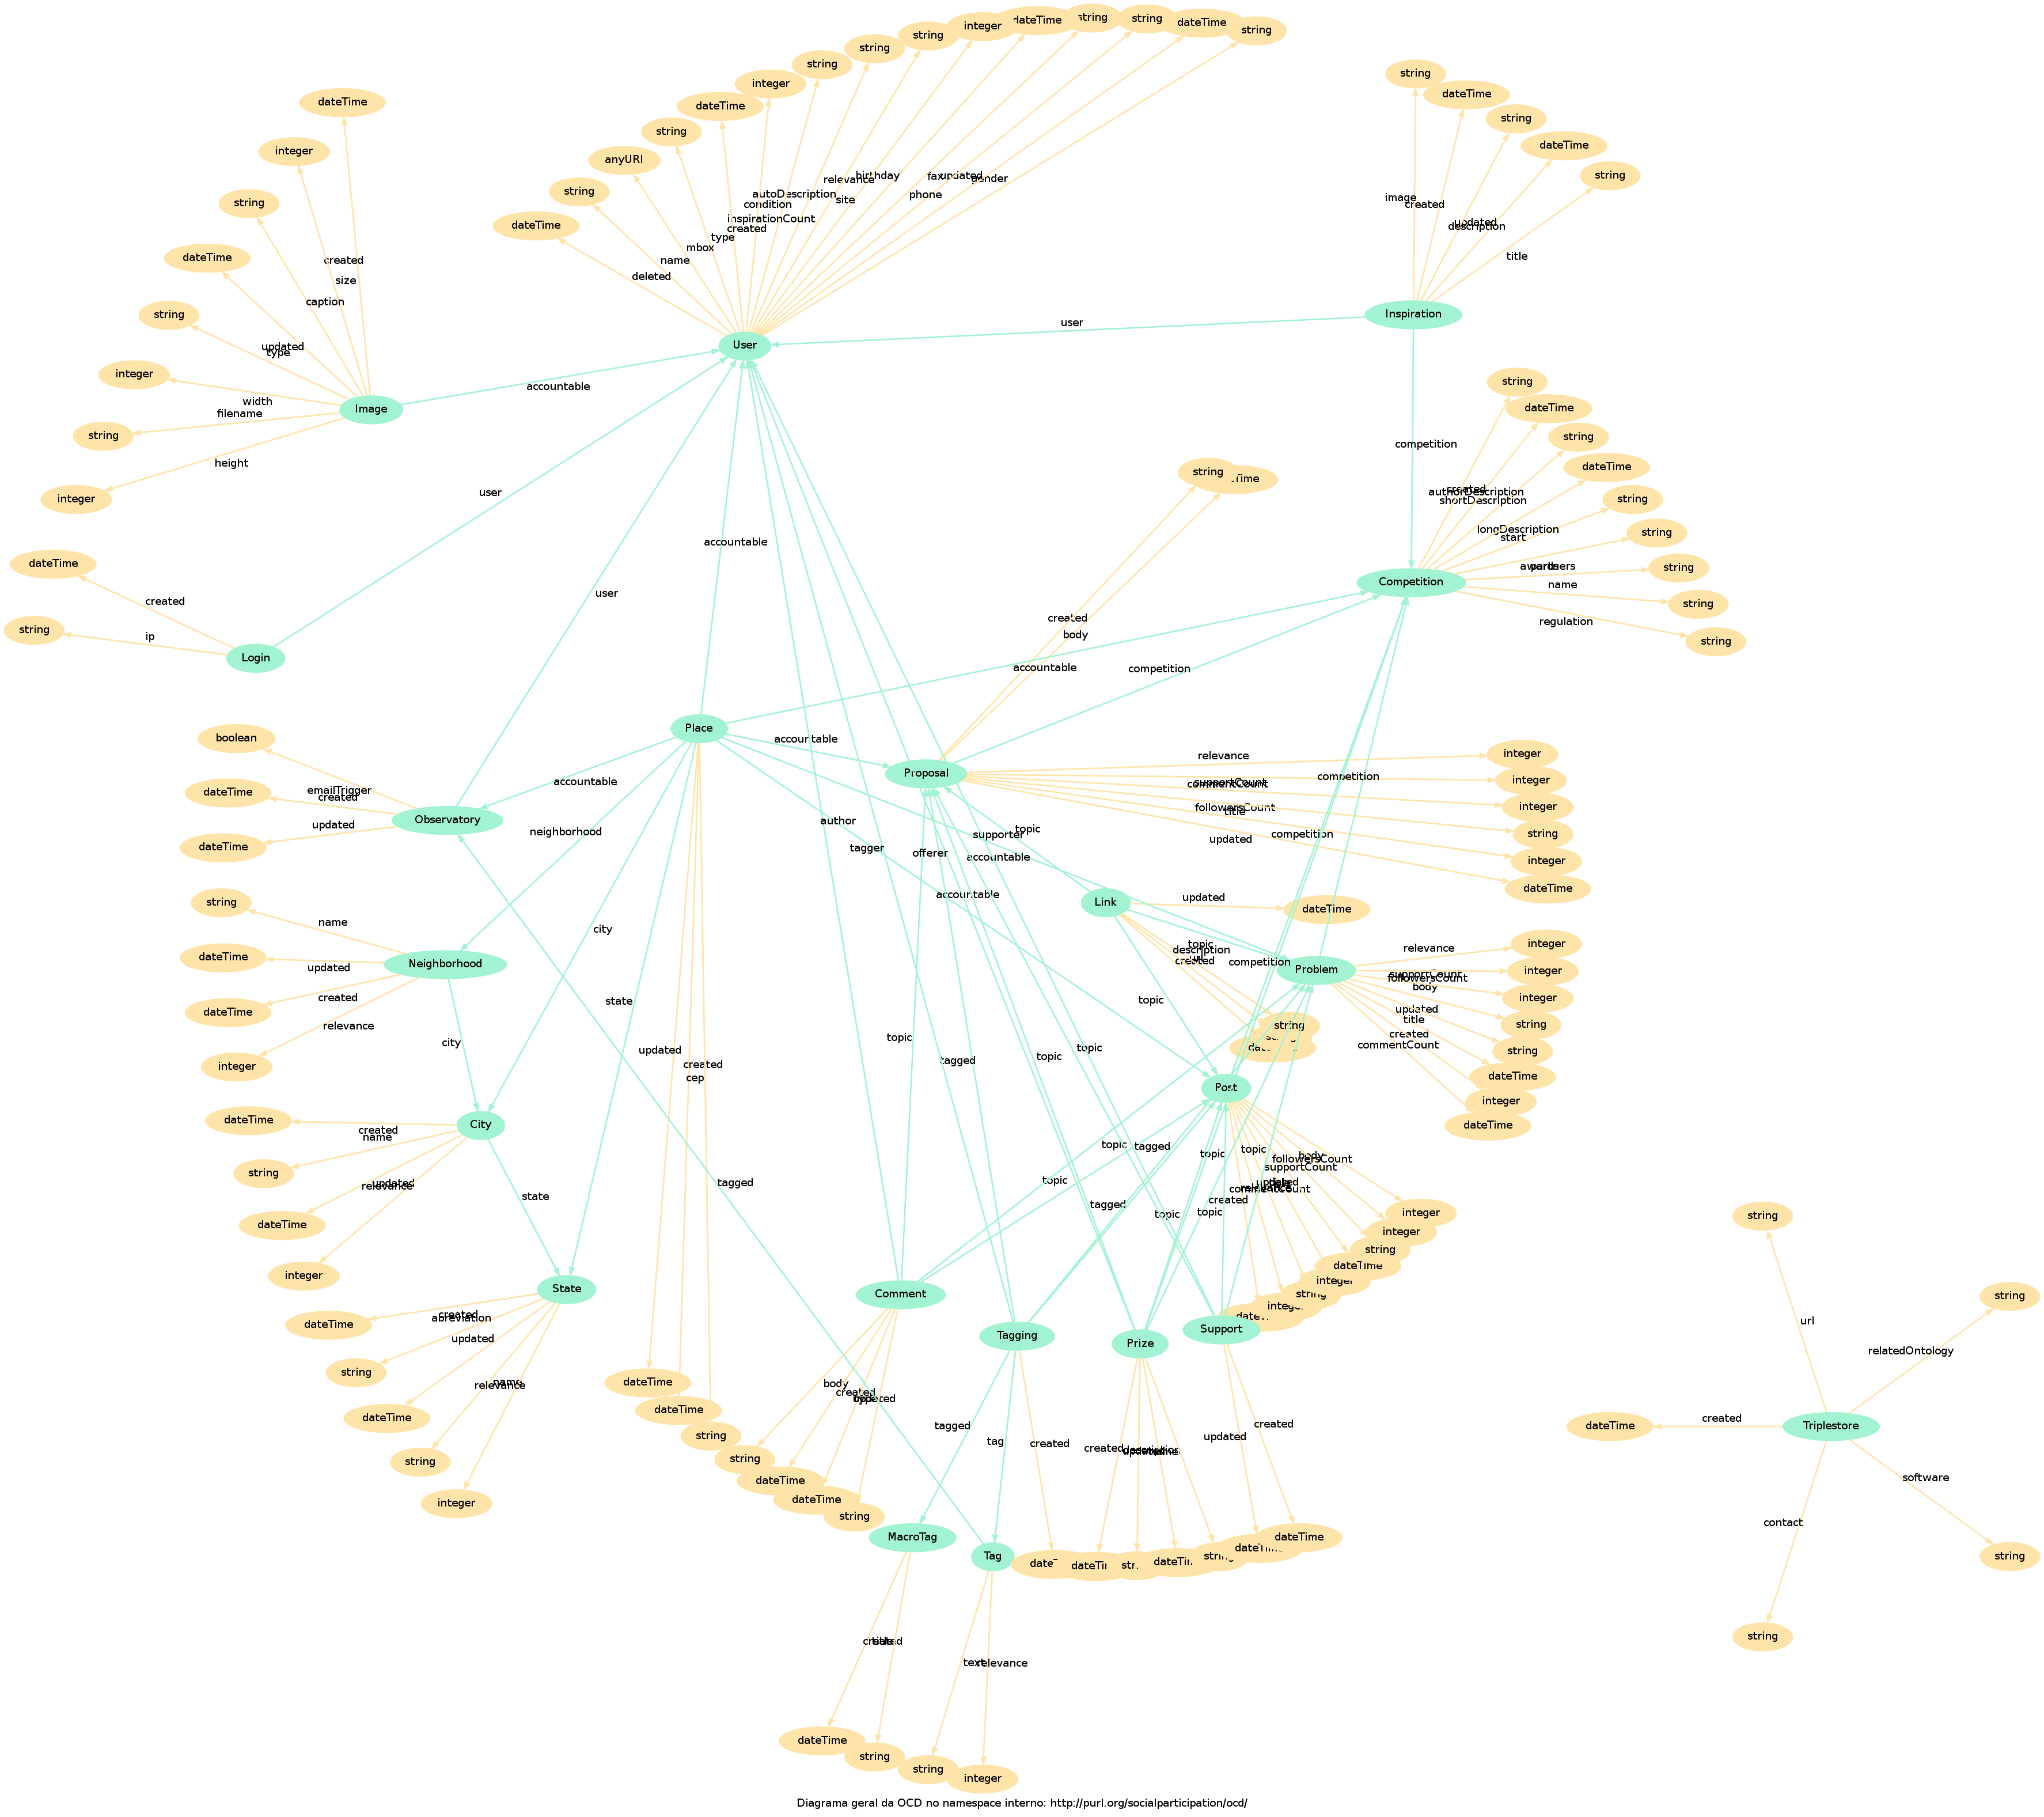 string
dateTime
integer
string
string
dateTime
string
string
integer
string
dateTime
string
anyURI
string
dateTime
deleted
name
mbox
type
created
inspirationCount
condition
autoDescription
relevance
site
birthday
phone
fax
updated
gender
User
string
dateTime
string
dateTime
string
image
created
updated
description
title
Inspiration
user
competition
dateTime
integer
string
dateTime
string
integer
string
integer
created
size
caption
updated
type
width
filename
height
Image
accountable
user
dateTime
string
created
ip
Login
user
string
dateTime
string
dateTime
string
string
string
string
string
created
authorDescription
shortDescription
longDescription
start
awards
partners
name
regulation
Competition
string
created
body
accountable
accountable
competition
Place
accountable
Proposal
relevance
supportCount
commentCount
followersCount
title
updated
competition
competition
integer
integer
integer
string
integer
dateTime
boolean
dateTime
dateTime
emailTrigger
created
updated
Observatory
accountable
neighborhood
author
tagger
offerer
supporter
topic
accountable
accountable
city
Link
updated
dateTime
topic
description
url
created
competition
topic
string
string
name
updated
created
relevance
dateTime
dateTime
integer
Neighborhood
city
state
Problem
relevance
supportCount
followersCount
body
updated
title
created
commentCount
integer
integer
integer
string
string
dateTime
integer
dateTime
updated
created
cep
topic
tagged
topic
topic
Post
City
created
name
updated
relevance
dateTime
string
dateTime
integer
state
tagged
topic
tagged
topic
topic
topic
tagged
topic
topic
followersCount
body
supportCount
updated
relevance
commentCount
created
integer
integer
string
dateTime
integer
string
integer
State
created
abreviation
updated
name
relevance
dateTime
string
dateTime
string
integer
Comment
Tagging
Prize
Support
dateTime
dateTime
string
string
dateTime
dateTime
string
body
created
type
tagged
tag
created
created
description
updated
created
MacroTag
Tag
string
dateTime
dateTime
created
title
text
relevance
dateTime
string
string
integer
string
string
url
relatedOntology
dateTime
created
Triplestore
software
contact
string
string
Diagrama geral da OCD no namespace interno: http://purl.org/socialparticipation/ocd/